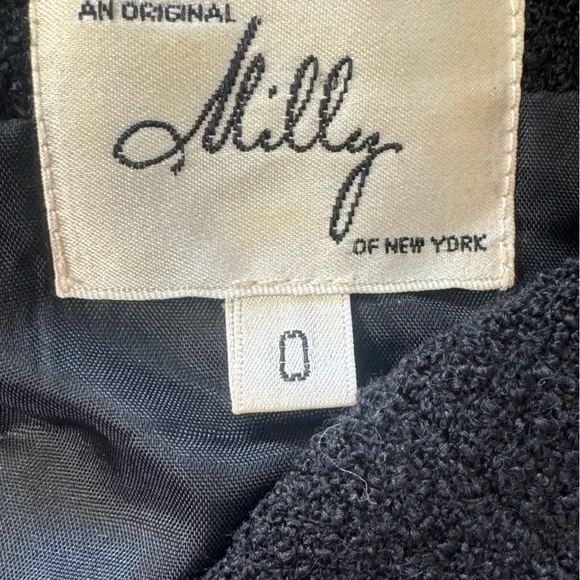 AN ORIGINAL
Milly
OF NEW YORK
0